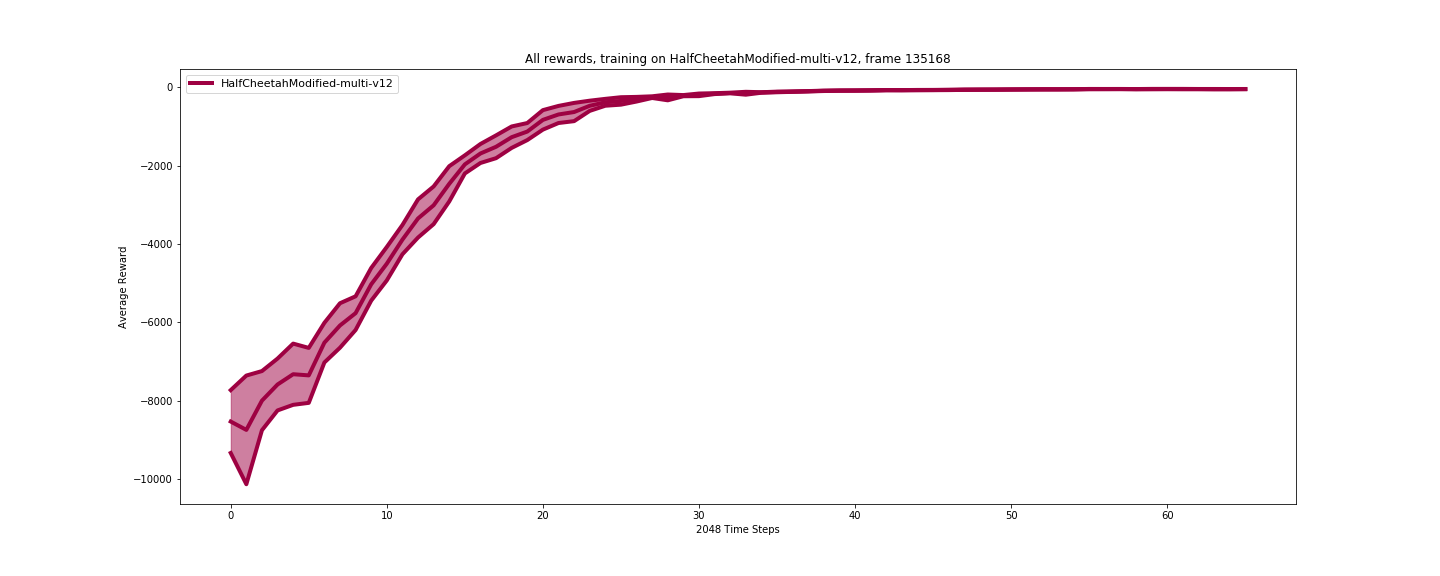 All rewards, training on HalfCheetahModified-multi-v12, frame 135168
HalfCheetahModified-multi-v12
0
−2000
−4000
−6000
−8000
−10000
Average Reward
0 10 20 30 40 50 60
2048 Time Steps